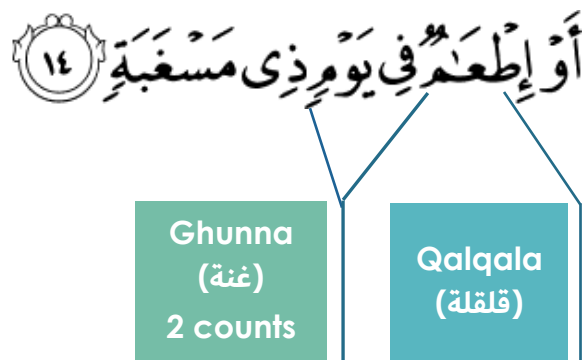 أَوْ إِطْعَـٰمٌ فِي يَوْمٍ ذِى مَسْغَبَةٍ ١٤
Ghunna
(غنة)
2 counts
Qalqala
(قلقلة)